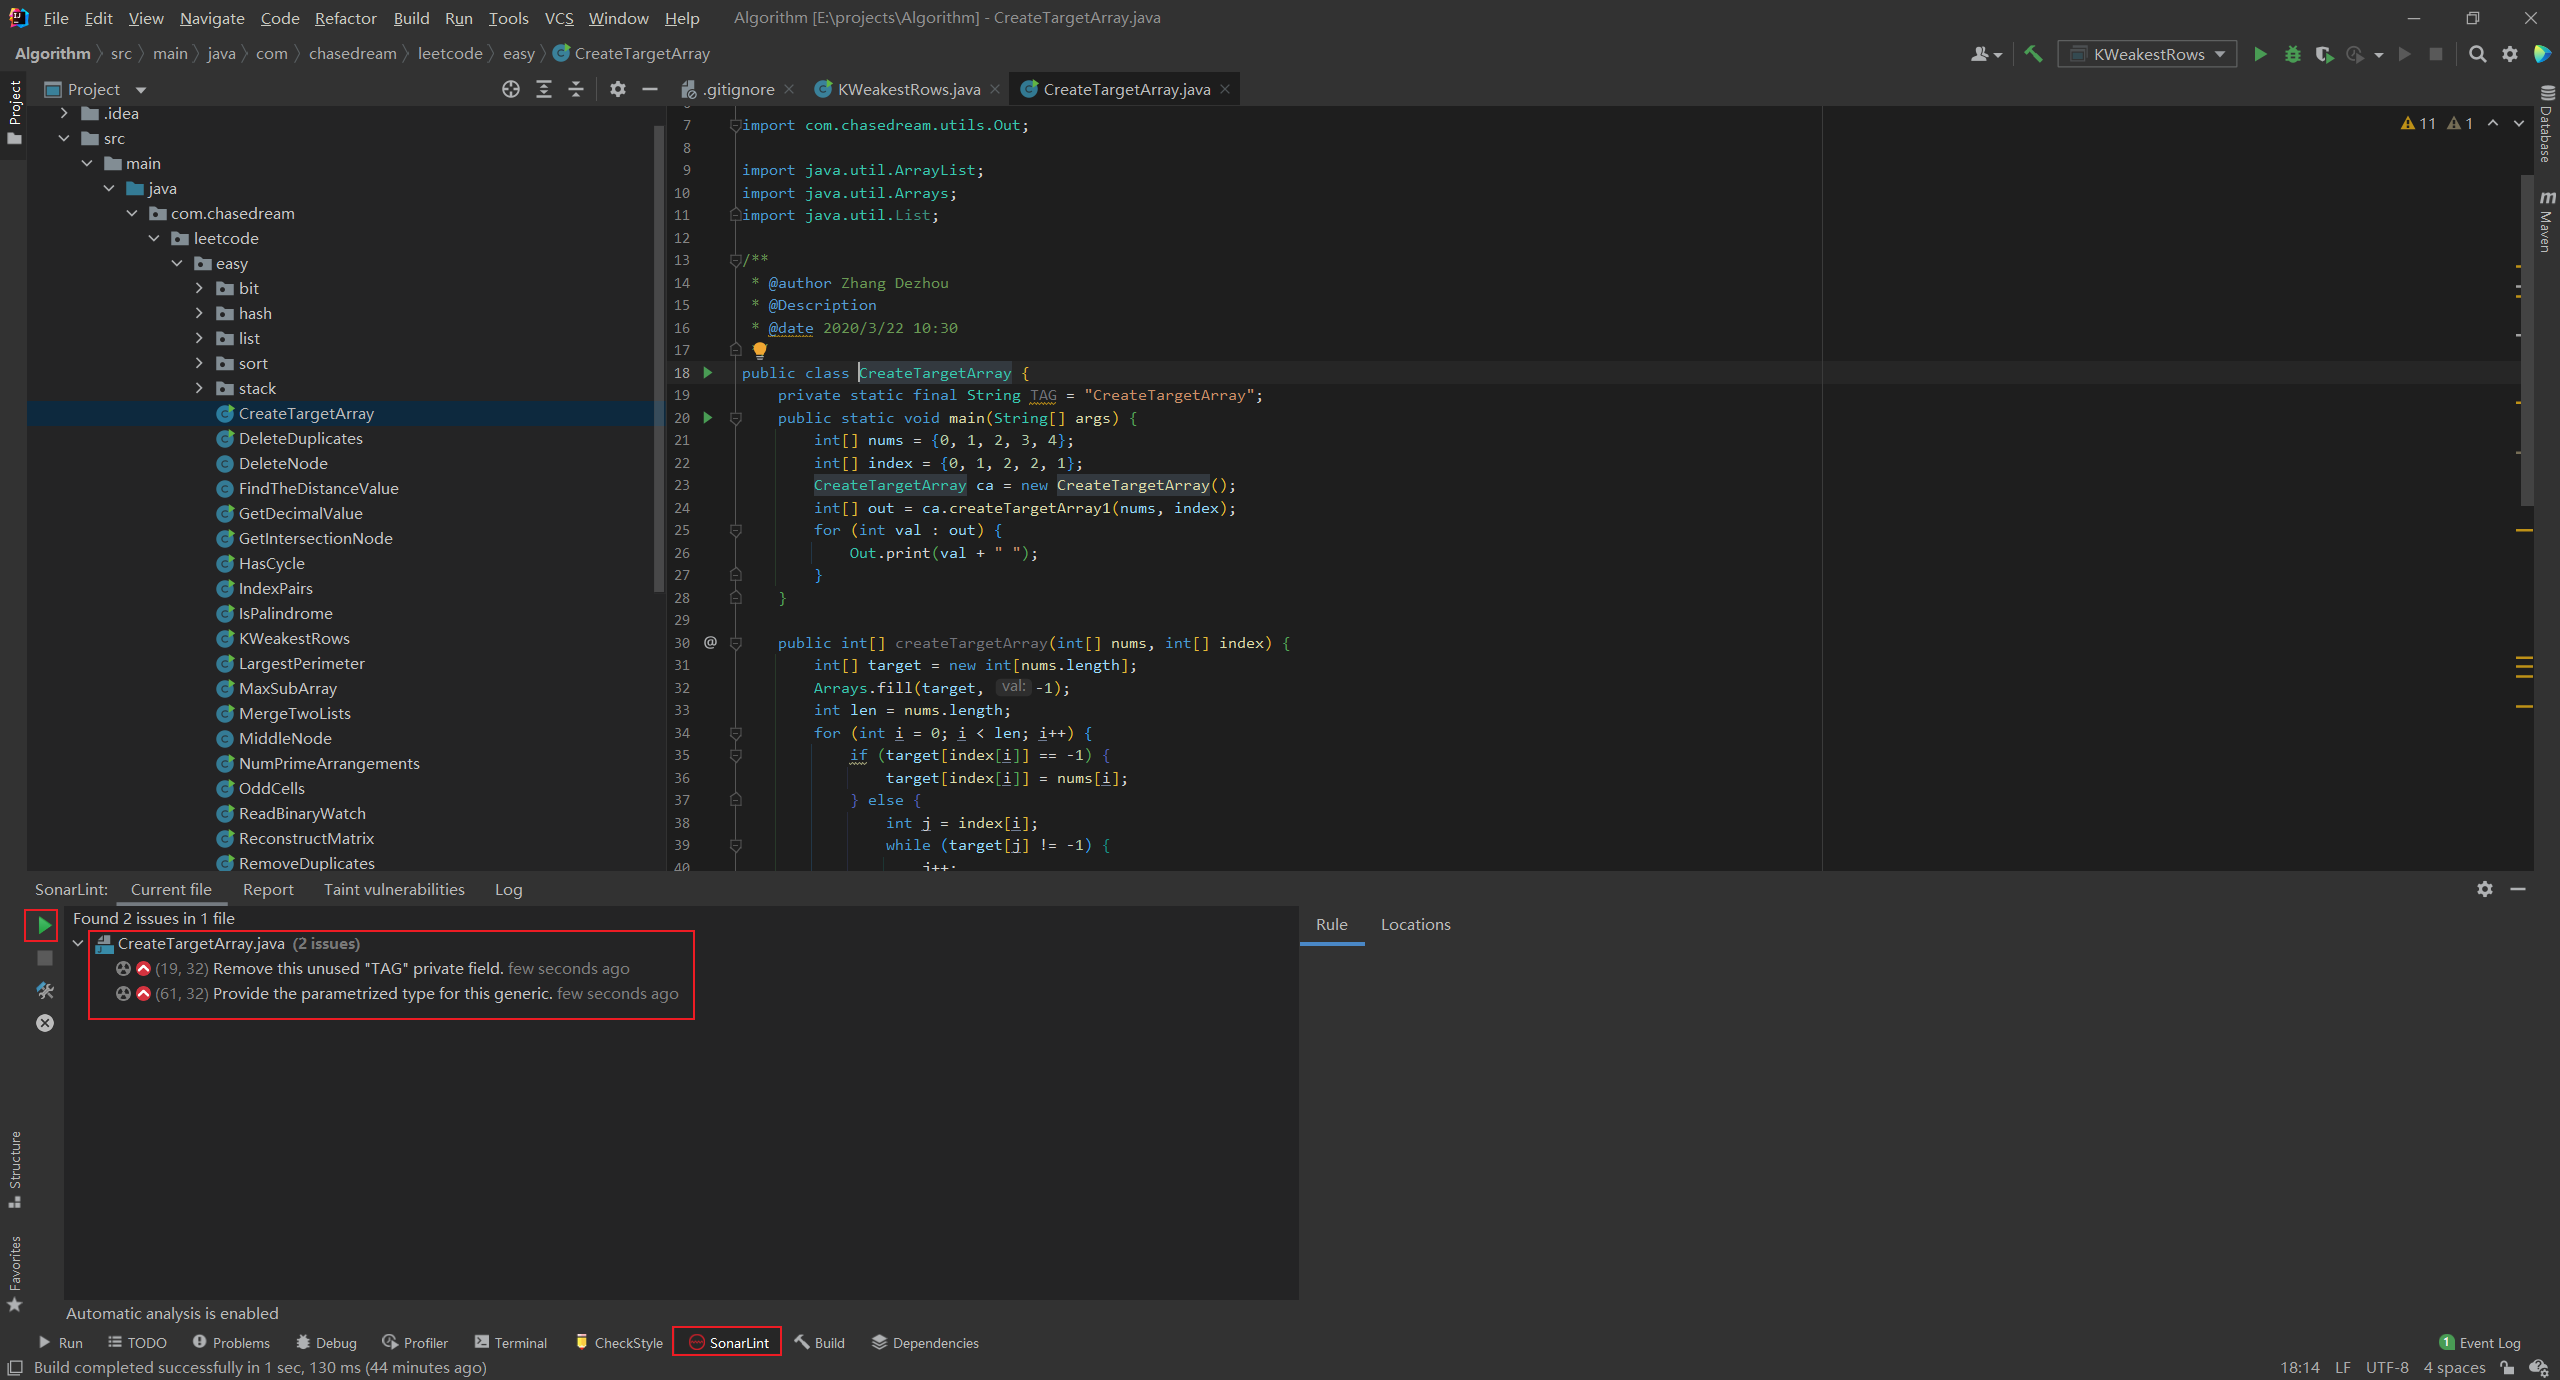 File Edit View Navigate Code Refactor Build Run Tools VCS Window Help Algorithm [E:\projects\Algorithm] - CreateTargetArray.java
Algorithm src main java com chasedream leetcode easy CreateTargetArray KWeakestRows
Project
Project
.gitignore KWeakestRows.java CreateTargetArray.java
.idea
src
main
java
com.chasedream
leetcode
easy
bit
hash
list
sort
stack
CreateTargetArray
DeleteDuplicates
DeleteNode
FindTheDistanceValue
GetDecimalValue
GetIntersectionNode
HasCycle
IndexPairs
IsPalindrome
KWeakestRows
LargestPerimeter
MaxSubArray
MergeTwoLists
MiddleNode
NumPrimeArrangements
OddCells
ReadBinaryWatch
ReconstructMatrix
RemoveDuplicates
7 import com.chasedream.utils.Out;
8
9 import java.util.ArrayList;
10 import java.util.Arrays;
11 import java.util.List;
12
13 /**
14 * @author Zhang Dezhou
15 * @Description
16 * @date 2020/3/22 10:30
17
18 public class CreateTargetArray {
19 private static final String TAG = "CreateTargetArray";
20 public static void main(String[] args) {
21 int[] nums = {0, 1, 2, 3, 4};
22 int[] index = {0, 1, 2, 2, 1};
23 CreateTargetArray ca = new CreateTargetArray();
24 int[] out = ca.createTargetArray1(nums, index);
25 for (int val : out) {
26 Out.print(val + " ");
27 }
28 }
29
30 @ public int[] createTargetArray(int[] nums, int[] index) {
31 int[] target = new int[nums.length];
32 Arrays.fill(target, val: -1);
33 int len = nums.length;
34 for (int i = 0; i < len; i++) {
35 if (target[index[i]] == -1) {
36 target[index[i]] = nums[i];
37 } else {
38 int j = index[i];
39 while (target[j] != -1) {
40 j++;
11 1
Database
m Maven
SonarLint: Current file Report Taint vulnerabilities Log
Found 2 issues in 1 file
CreateTargetArray.java (2 issues)
(19, 32) Remove this unused "TAG" private field. few seconds ago
(61, 32) Provide the parametrized type for this generic. few seconds ago
Rule Locations
Structure
Favorites
Automatic analysis is enabled
Run TODO Problems Debug Profiler Terminal CheckStyle SonarLint Build Dependencies 1 Event Log
Build completed successfully in 1 sec, 130 ms (44 minutes ago) 18:14 LF UTF-8 4 spaces